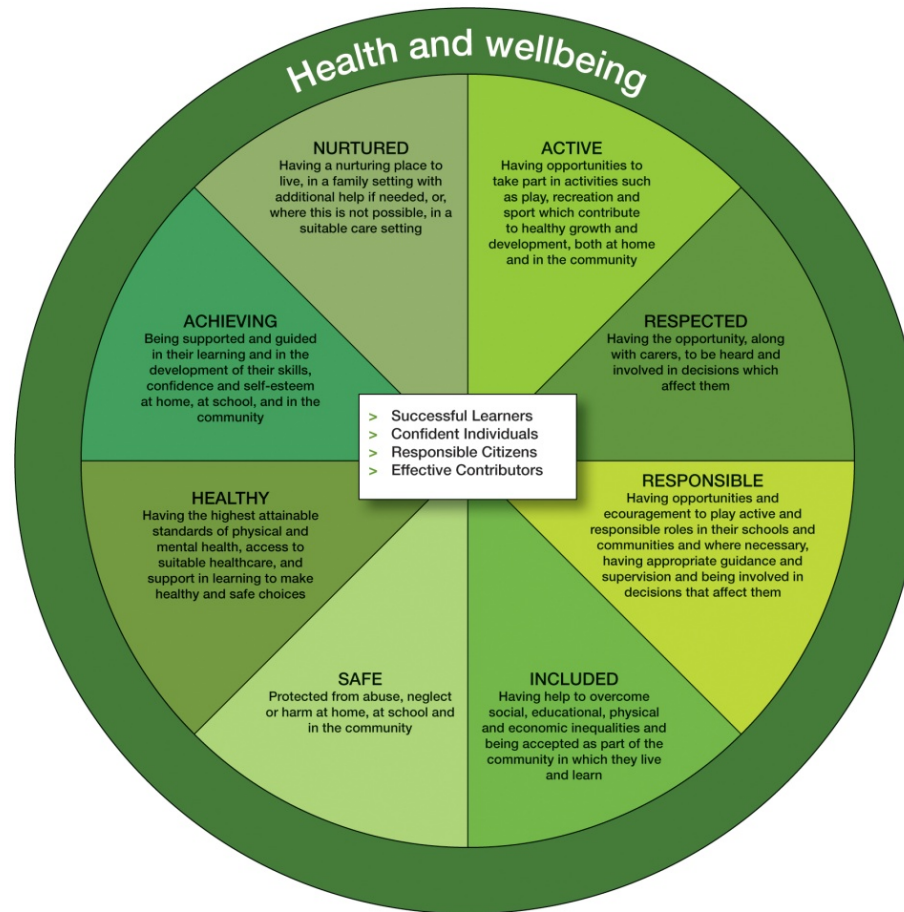 Health and wellbeing
NURTURED
Having a nurturing place to
live, in a family setting with
additional help if needed, or,
where this is not possible, in a
suitable care setting
ACTIVE
Having opportunities to
take part in activities such
as play, recreation and
sport which contribute
to healthy growth and
development, both at home
and in the community
ACHIEVING
Being supported and guided
in their learning and in the
development of their skills,
confidence and self-esteem
at home, at school, and in the
community
RESPECTED
Having the opportunity, along
with carers, to be heard and
involved in decisions which
affect them
> Successful Learners
> Confident Individuals
> Responsible Citizens
> Effective Contributors
HEALTHY
Having the highest attainable
standards of physical and
mental health, access to
suitable healthcare, and
support in learning to make
healthy and safe choices
RESPONSIBLE
Having opportunities and
ecouragement to play active and
responsible roles in their schools and
communities and where necessary,
having appropriate guidance and
supervision and being involved in
decisions that affect them
SAFE
Protected from abuse, neglect
or harm at home, at school and
in the community
INCLUDED
Having help to overcome
social, educational, physical
and economic inequalities and
being accepted as part of the
community in which they live
and learn